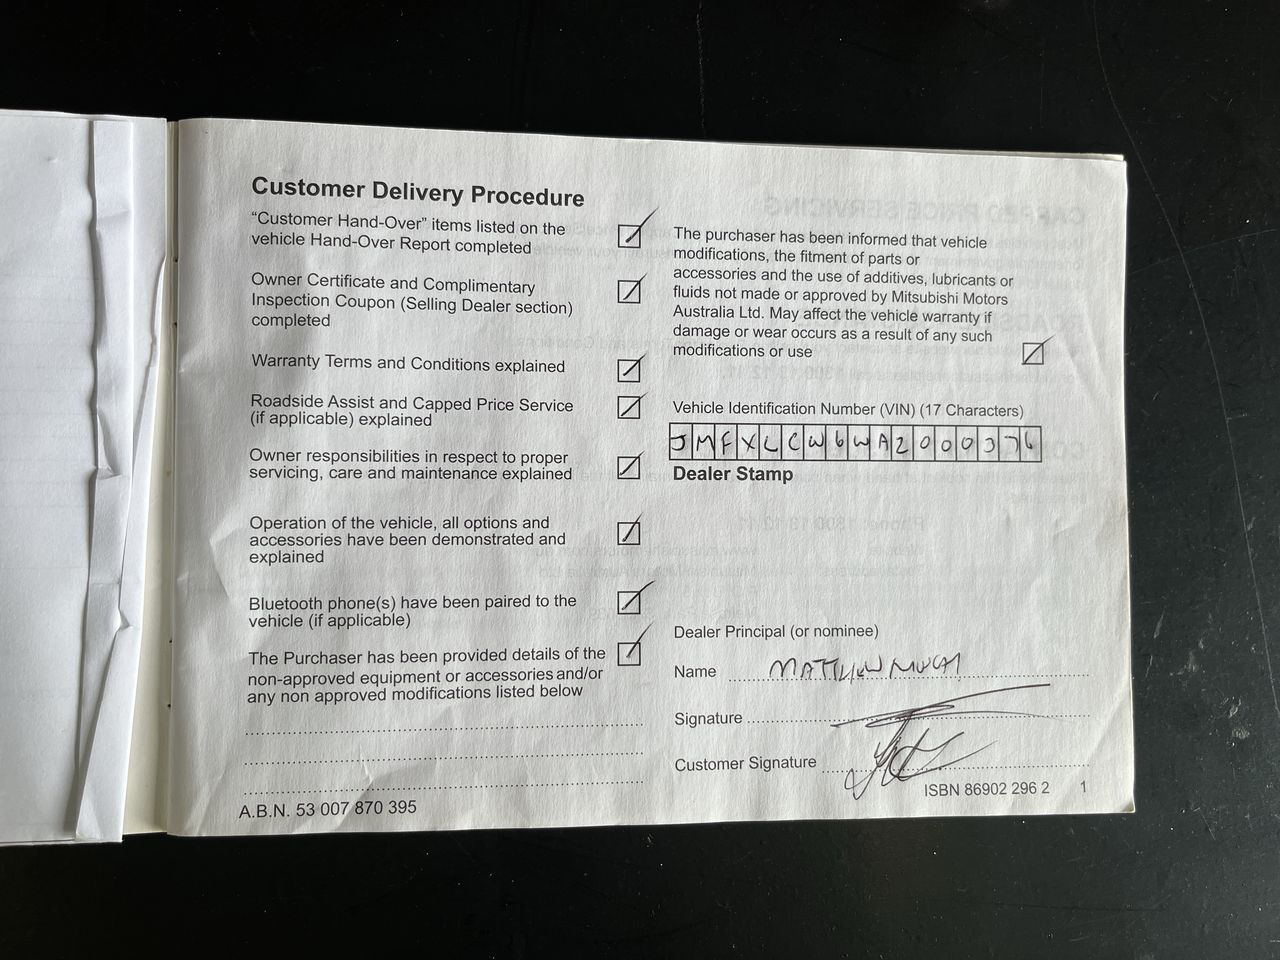 Customer Delivery Procedure
“Customer Hand-Over” items listed on the
vehicle Hand-Over Report completed
Owner Certificate and Complimentary
Inspection Coupon (Selling Dealer section)
completed
Warranty Terms and Conditions explained
Roadside Assist and Capped Price Service
(if applicable) explained
Owner responsibilities in respect to proper
servicing, care and maintenance explained
Operation of the vehicle, all options and
accessories have been demonstrated and
explained
Bluetooth phone(s) have been paired to the
vehicle (if applicable)
The Purchaser has been provided details of the
non-approved equipment or accessories and/or
any non approved modifications listed below
A.B.N. 53 007 870 395
The purchaser has been informed that vehicle
modifications, the fitment of parts or
accessories and the use of additives, lubricants or
fluids not made or approved by Mitsubishi Motors
Australia Ltd. May affect the vehicle warranty if
damage or wear occurs as a result of any such
modifications or use
Vehicle Identification Number (VIN) (17 Characters)
JMFXLCW6WA2000376
Dealer Stamp
Dealer Principal (or nominee)
Name MATTHEW
Signature
Customer Signature
ISBN 86902 296 2 1